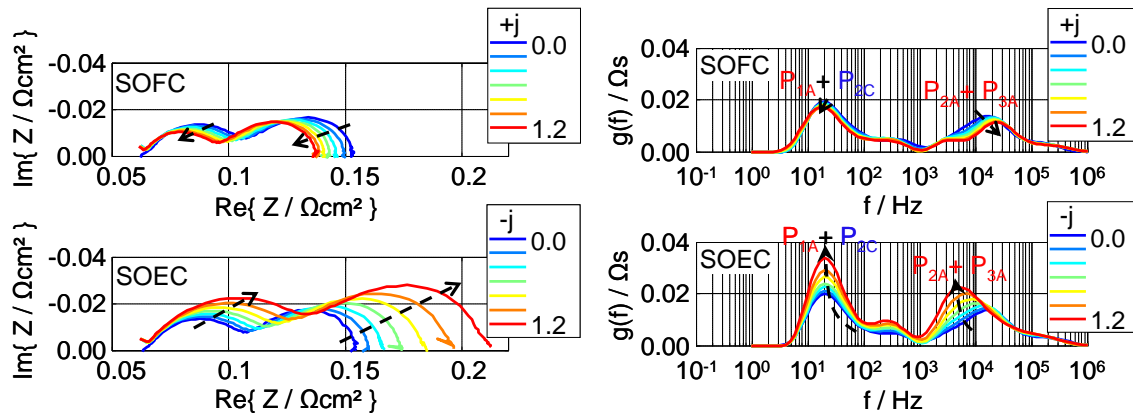 +j
0.0
1.2
-0.04
-0.02
0.00
SOFC
0.05 0.1 0.15 0.2
Im{ Z / Ωcm² }
Re{ Z / Ωcm² }
+j
0.0
1.2
0.04
0.02
0.00
SOFC
P1A + P2C
P2A + P3A
10-1 100 101 102 103 104 105 106
g(f) / Ωs
f / Hz
-j
0.0
1.2
-0.04
-0.02
0.00
SOEC
0.05 0.1 0.15 0.2
Im{ Z / Ωcm² }
Re{ Z / Ωcm² }
-j
0.0
1.2
0.04
0.02
0.00
SOEC
P1A + P2C
P2A + P3A
10-1 100 101 102 103 104 105 106
g(f) / Ωs
f / Hz